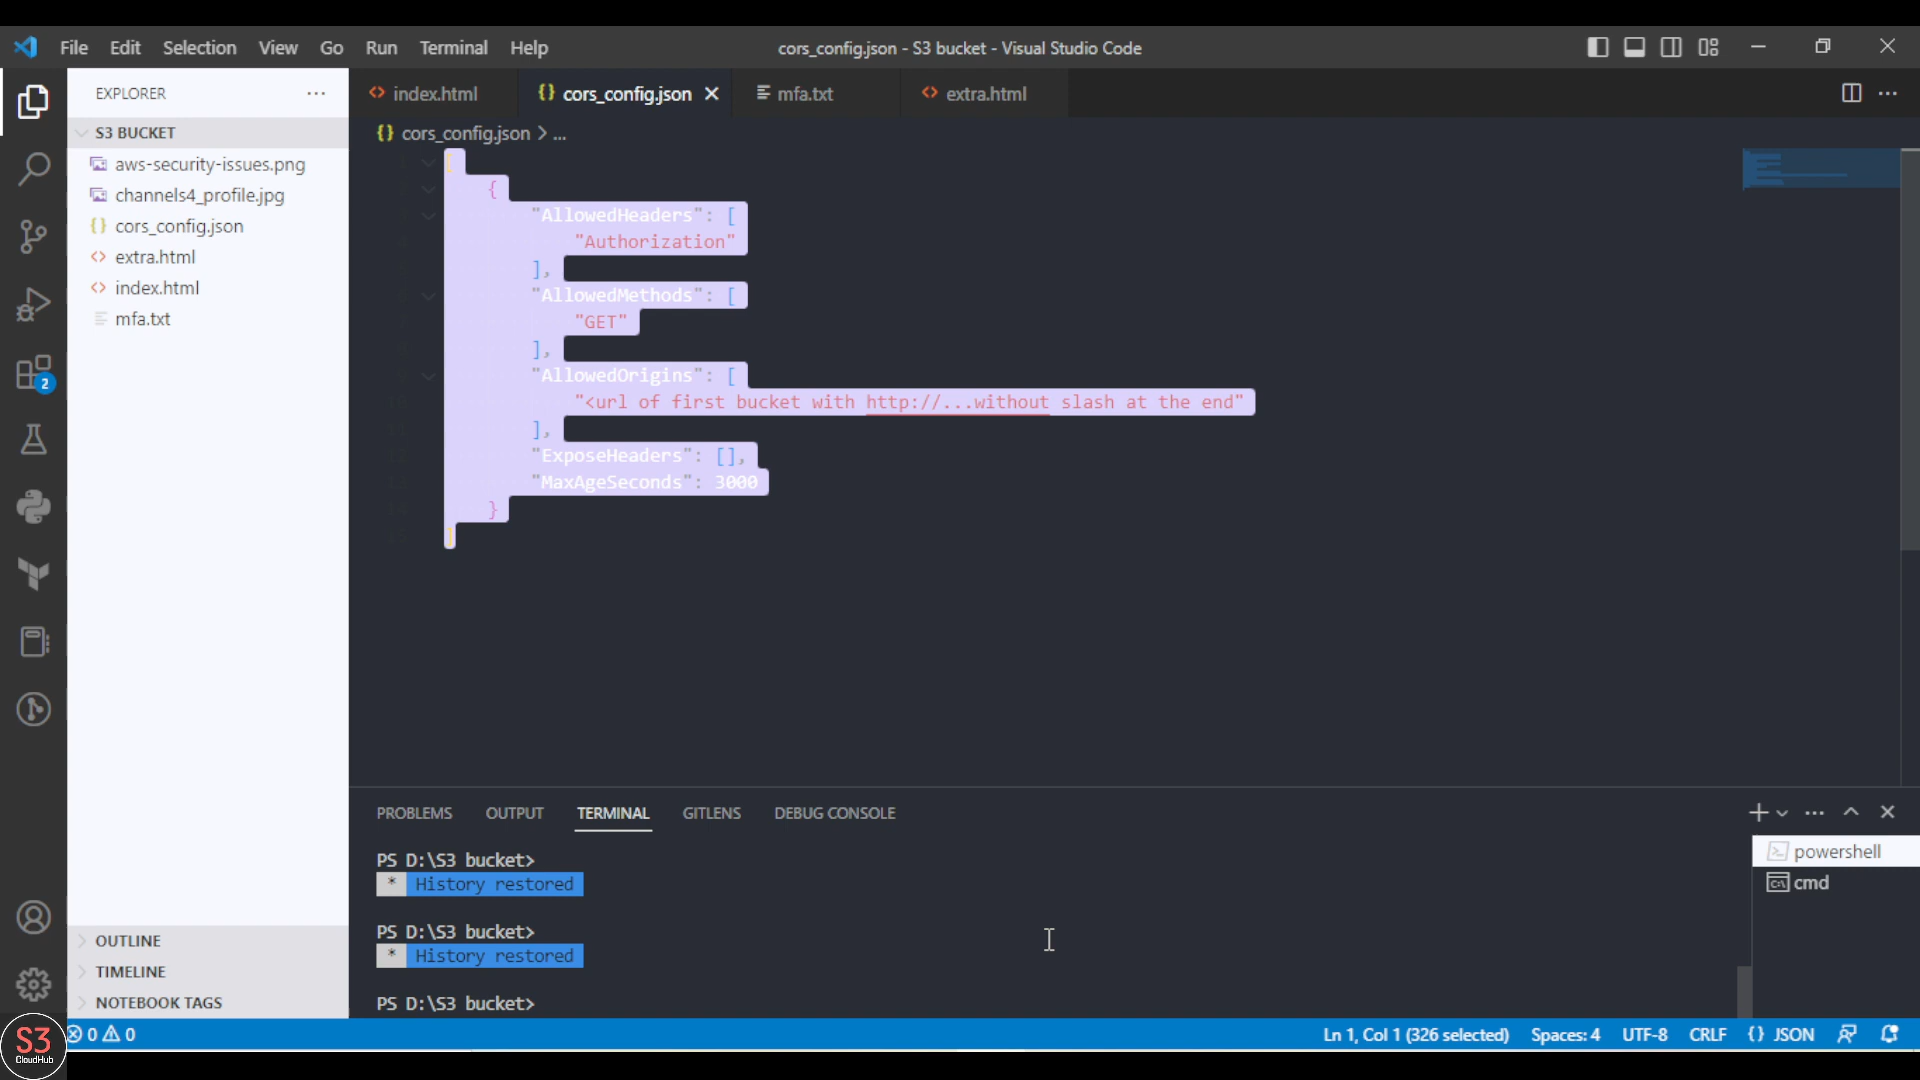 File Edit Selection View Go Run Terminal Help
cors_config.json - S3 bucket - Visual Studio Code
EXPLORER
index.html
cors_config.json
mfa.txt
extra.html
S3 BUCKET
cors_config.json > ...
aws-security-issues.png
channels4_profile.jpg
cors_config.json
extra.html
index.html
mfa.txt
[
{
"AllowedHeaders": [
"Authorization"
],
"AllowedMethods": [
"GET"
],
"AllowedOrigins": [
"<url of first bucket with http://...without slash at the end"
],
"ExposeHeaders": [],
"MaxAgeSeconds": 3000
}
]
2
PROBLEMS OUTPUT TERMINAL GITLENS DEBUG CONSOLE
PS D:\S3 bucket>
* History restored
PS D:\S3 bucket>
* History restored
PS D:\S3 bucket>
powershell
cmd
OUTLINE
TIMELINE
NOTEBOOK TAGS
S3
CloudHub
0 0
Ln 1, Col 1 (326 selected) Spaces: 4 UTF-8 CRLF {} JSON